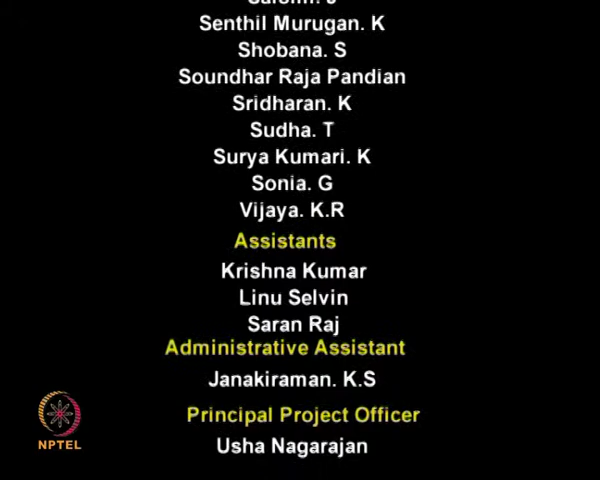 Senthil Murugan. K
Shobana. S
Soundhar Raja Pandian
Sridharan. K
Sudha. T
Surya Kumari. K
Sonia. G
Vijaya. K.R
Assistants
Krishna Kumar
Linu Selvin
Saran Raj
Administrative Assistant
Janakiraman. K.S
Principal Project Officer
Usha Nagarajan
NPTEL